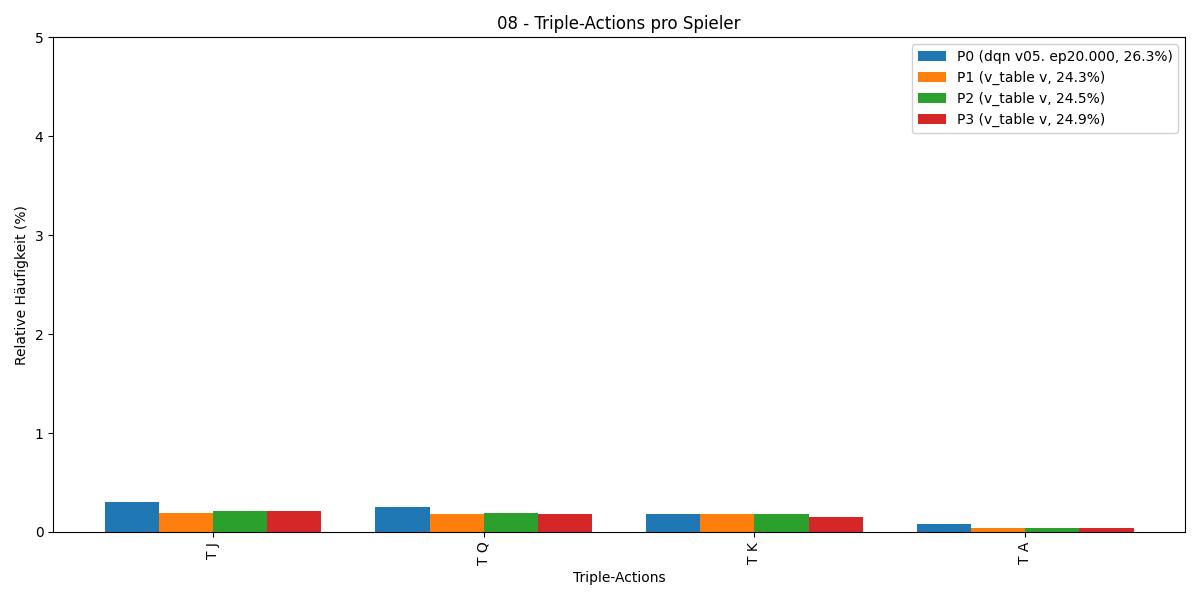 08 - Triple-Actions pro Spieler
Relative Häufigkeit (%)
5
4
3
2
1
0
P0 (dqn v05. ep20.000, 26.3%)
P1 (v_table v, 24.3%)
P2 (v_table v, 24.5%)
P3 (v_table v, 24.9%)
T J
T Q
T K
T A
Triple-Actions